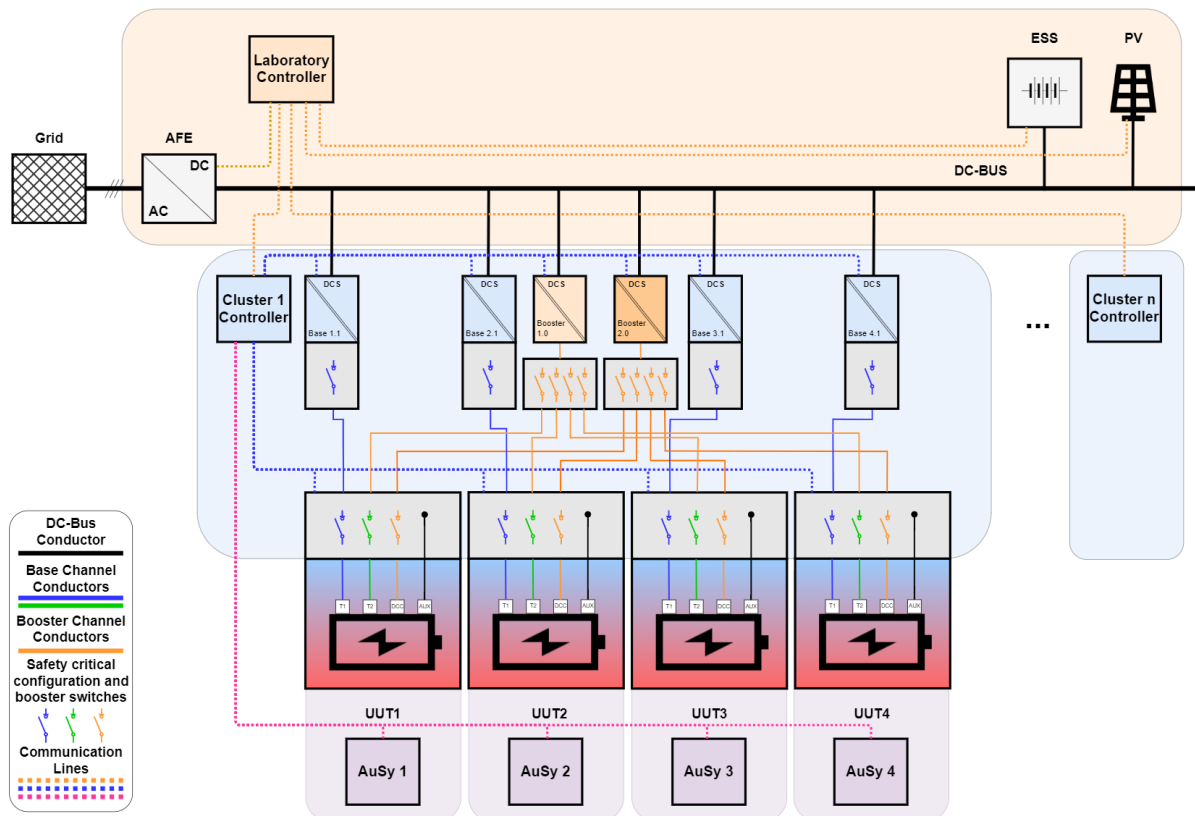 Laboratory
Controller
ESS
PV
Grid
AFE
DC
AC
DC-BUS
Cluster 1
Controller
DCS
Base 1.1
DCS
Base 2.1
DCS
Booster
1.0
DCS
Booster
2.0
DCS
Base 3.1
DCS
Base 4.1
...
Cluster n
Controller
DC-Bus
Conductor
Base Channel
Conductors
Booster Channel
Conductors
Safety critical
configuration and
booster switches
Communication
Lines
T1 T2 DCC AUX
T1 T2 DCC AUX
T1 T2 DCC AUX
T1 T2 DCC AUX
UUT1
UUT2
UUT3
UUT4
AuSy 1
AuSy 2
AuSy 3
AuSy 4